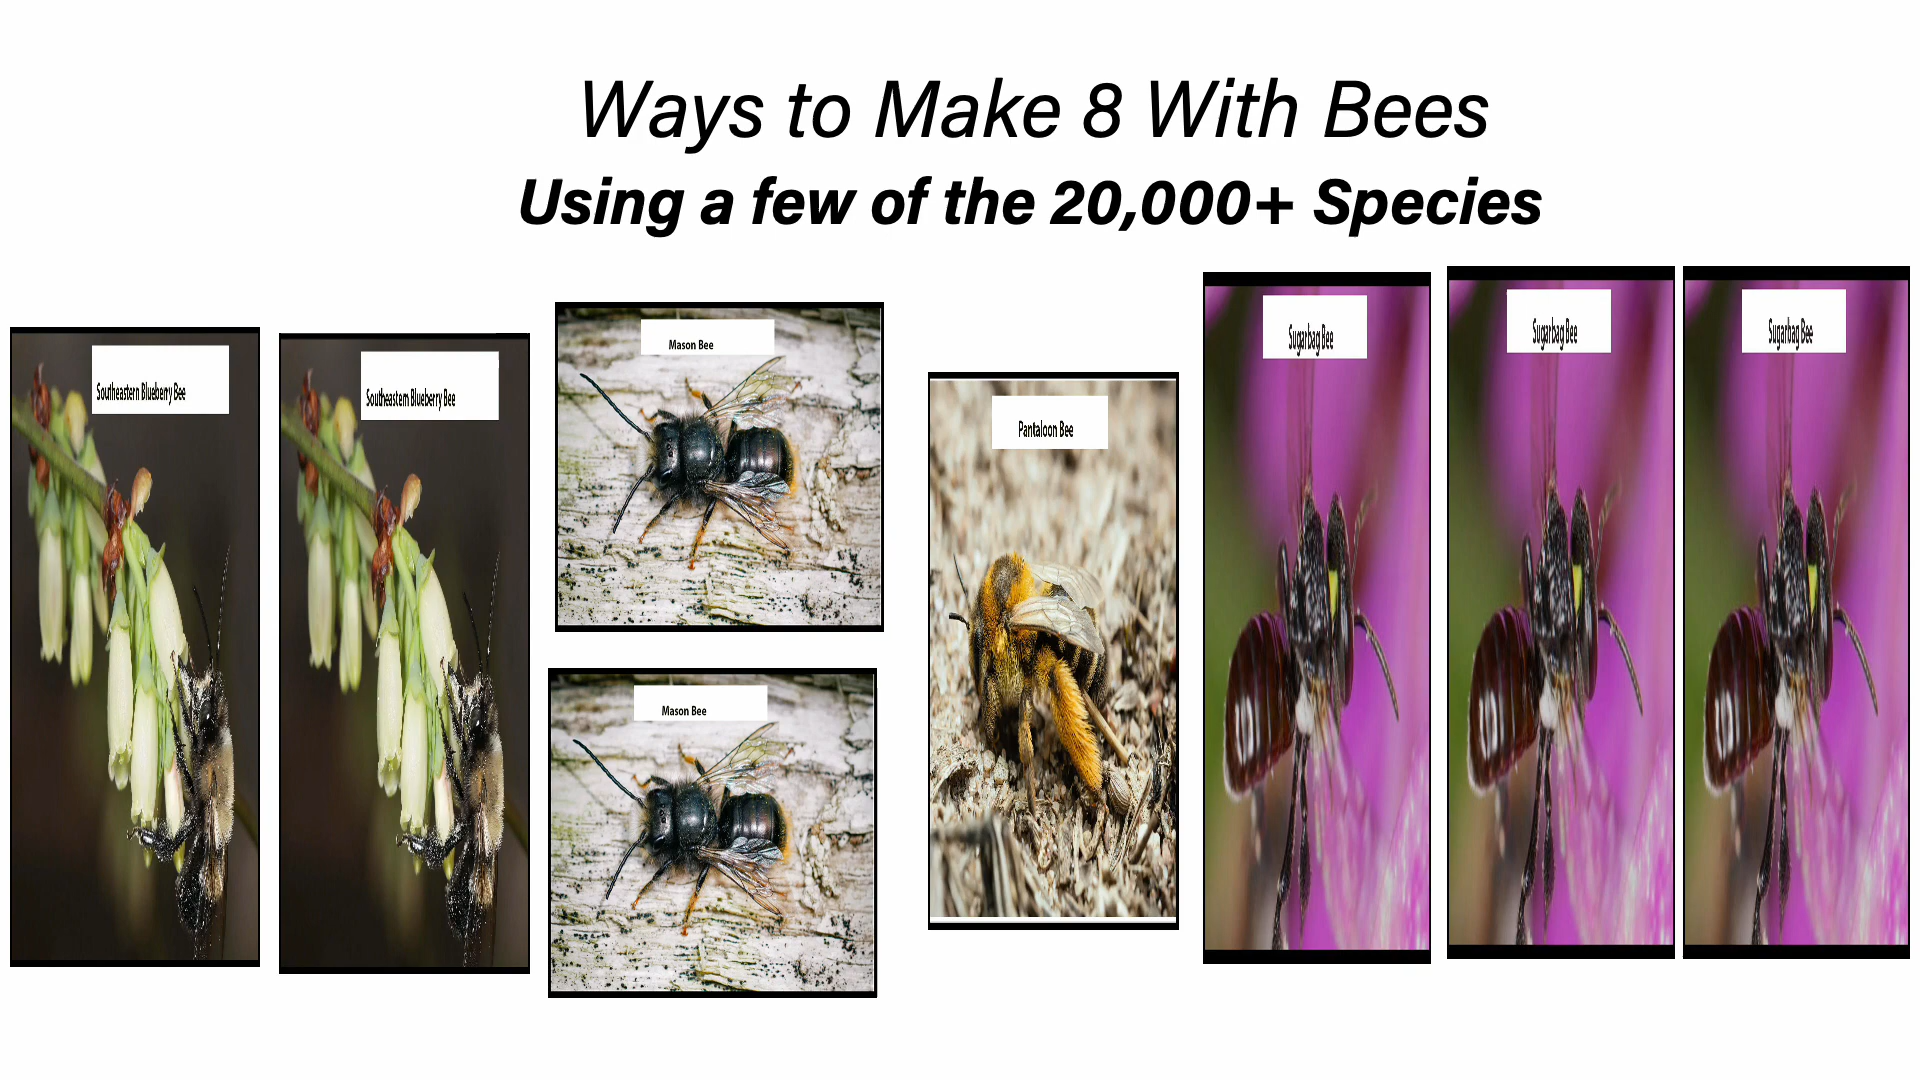 Ways to Make 8 With Bees
Using a few of the 20,000+ Species
Southeastern Blueberry Bee
Southeastern Blueberry Bee
Mason Bee
Mason Bee
Pantaloon Bee
Sugarbag Bee
Sugarbag Bee
Sugarbag Bee